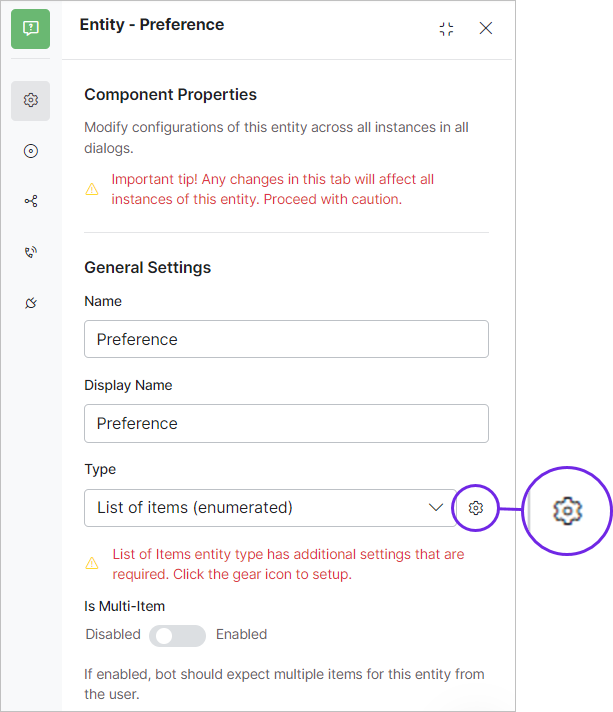 Entity - Preference
Component Properties
Modify configurations of this entity across all instances in all
dialogs.
Important tip! Any changes in this tab will affect all
instances of this entity. Proceed with caution.
General Settings
Name
Preference
Display Name
Preference
Type
List of items (enumerated)
List of Items entity type has additional settings that are
required. Click the gear icon to setup.
Is Multi-Item
Disabled Enabled
If enabled, bot should expect multiple items for this entity from
the user.